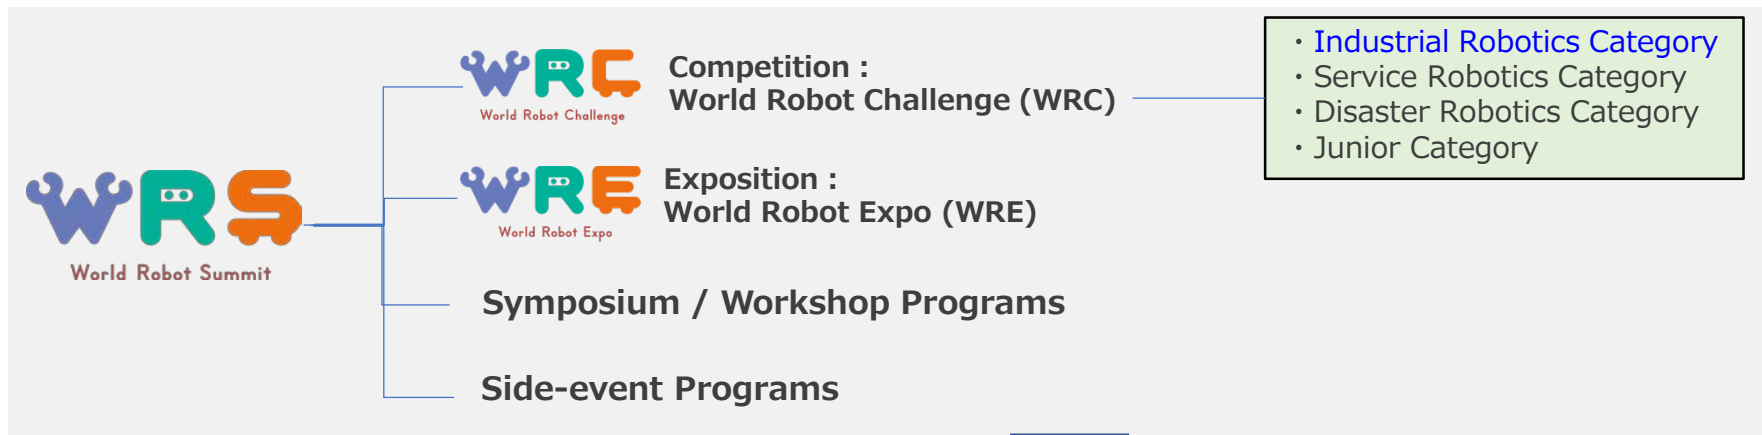 WRS
World Robot Summit
WRC
World Robot Challenge
Competition :
World Robot Challenge (WRC)
・Industrial Robotics Category
・Service Robotics Category
・Disaster Robotics Category
・Junior Category
WRE
World Robot Expo
Exposition :
World Robot Expo (WRE)
Symposium / Workshop Programs
Side-event Programs